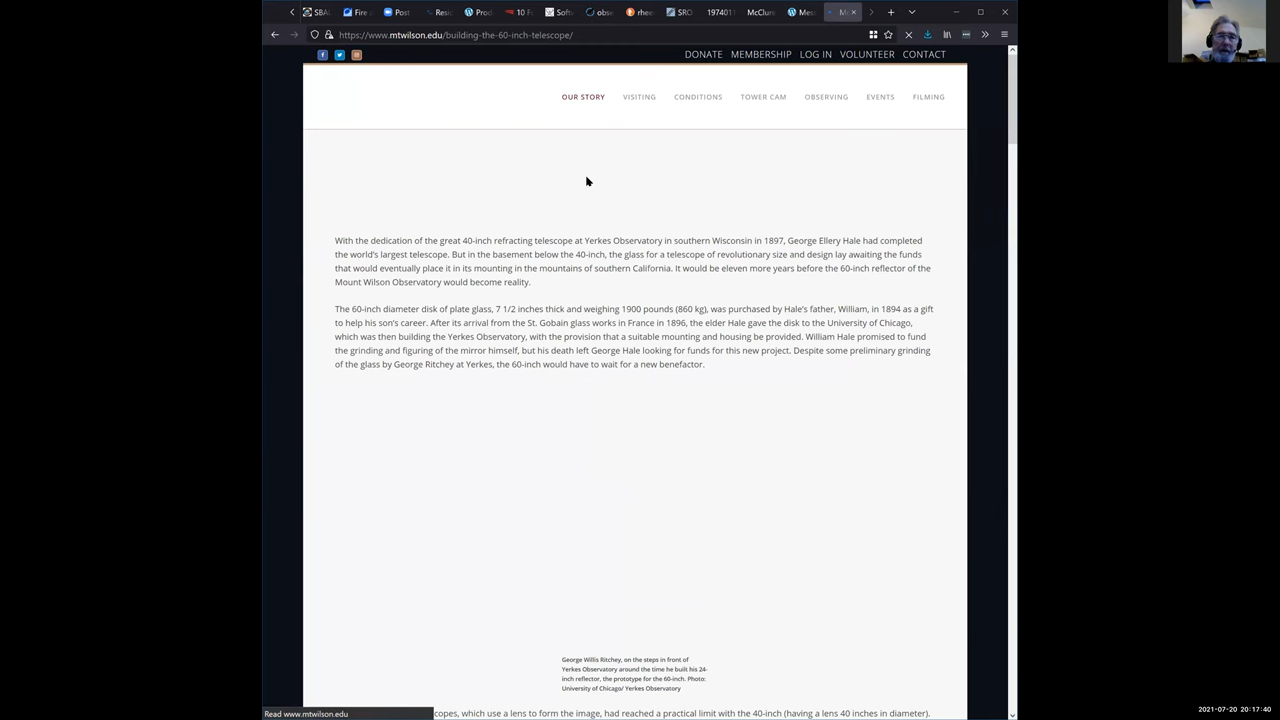 SBAU
Fire
Post
Resi
Prod
10 F
Softw
obse
rhee
SRO
197401
McClur
Mes
Mo
https://www.mtwilson.edu/building-the-60-inch-telescope/
DONATE MEMBERSHIP LOG IN VOLUNTEER CONTACT
OUR STORY VISITING CONDITIONS TOWER CAM OBSERVING EVENTS FILMING
With the dedication of the great 40-inch refracting telescope at Yerkes Observatory in southern Wisconsin in 1897, George Ellery Hale had completed
the world's largest telescope. But in the basement below the 40-inch, the glass for a telescope of revolutionary size and design lay awaiting the funds
that would eventually place it in its mounting in the mountains of southern California. It would be eleven more years before the 60-inch reflector of the
Mount Wilson Observatory would become reality.
The 60-inch diameter disk of plate glass, 7 1/2 inches thick and weighing 1900 pounds (860 kg), was purchased by Hale's father, William, in 1894 as a gift
to help his son's career. After its arrival from the St. Gobain glass works in France in 1896, the elder Hale gave the disk to the University of Chicago,
which was then building the Yerkes Observatory, with the provision that a suitable mounting and housing be provided. William Hale promised to fund
the grinding and figuring of the mirror himself, but his death left George Hale looking for funds for this new project. Despite some preliminary grinding
of the glass by George Ritchey at Yerkes, the 60-inch would have to wait for a new benefactor.
George Willis Ritchey, on the steps in front of
Yerkes Observatory around the time he built his 24-
inch reflector, the prototype for the 60-inch. Photo:
University of Chicago/ Yerkes Observatory
copes, which use a lens to form the image, had reached a practical limit with the 40-inch (having a lens 40 inches in diameter).
Read www.mtwilson.edu
2021-07-20 20:17:40